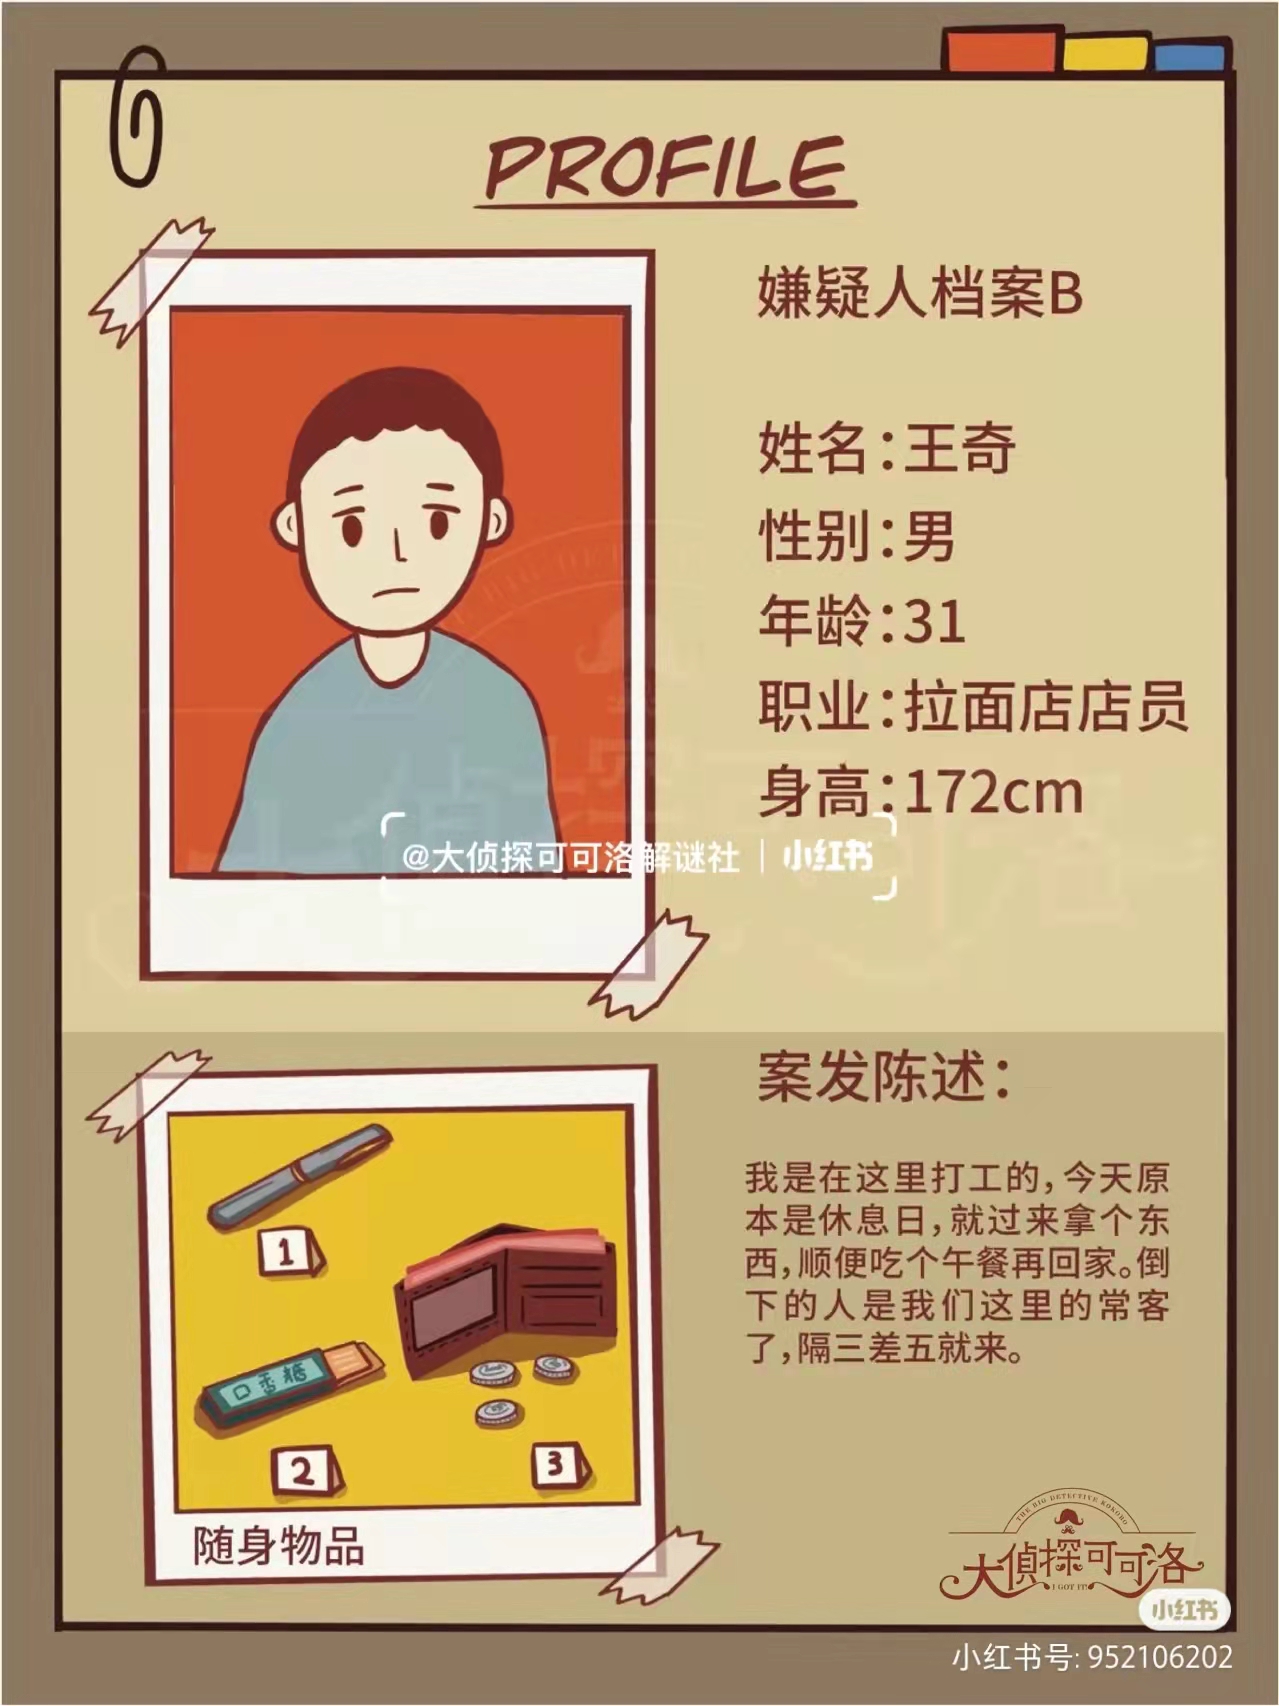 PROFILE
嫌疑人档案B
姓名：王奇
性别：男
年龄：31
职业：拉面店店员
身高：172cm
@大侦探可可洛解谜社 | 小红书
案发陈述：
我是在这里打工的，今天原
本是休息日，就过来拿个东
西，顺便吃个午餐再回家。倒
下的人是我们这里的常客
了，隔三差五就来。
1
口香糖
2
3
随身物品
THE BIG DETECTIVE KOKORO
大侦探可可洛
I GOT IT!
小红书
小红书号: 952106202